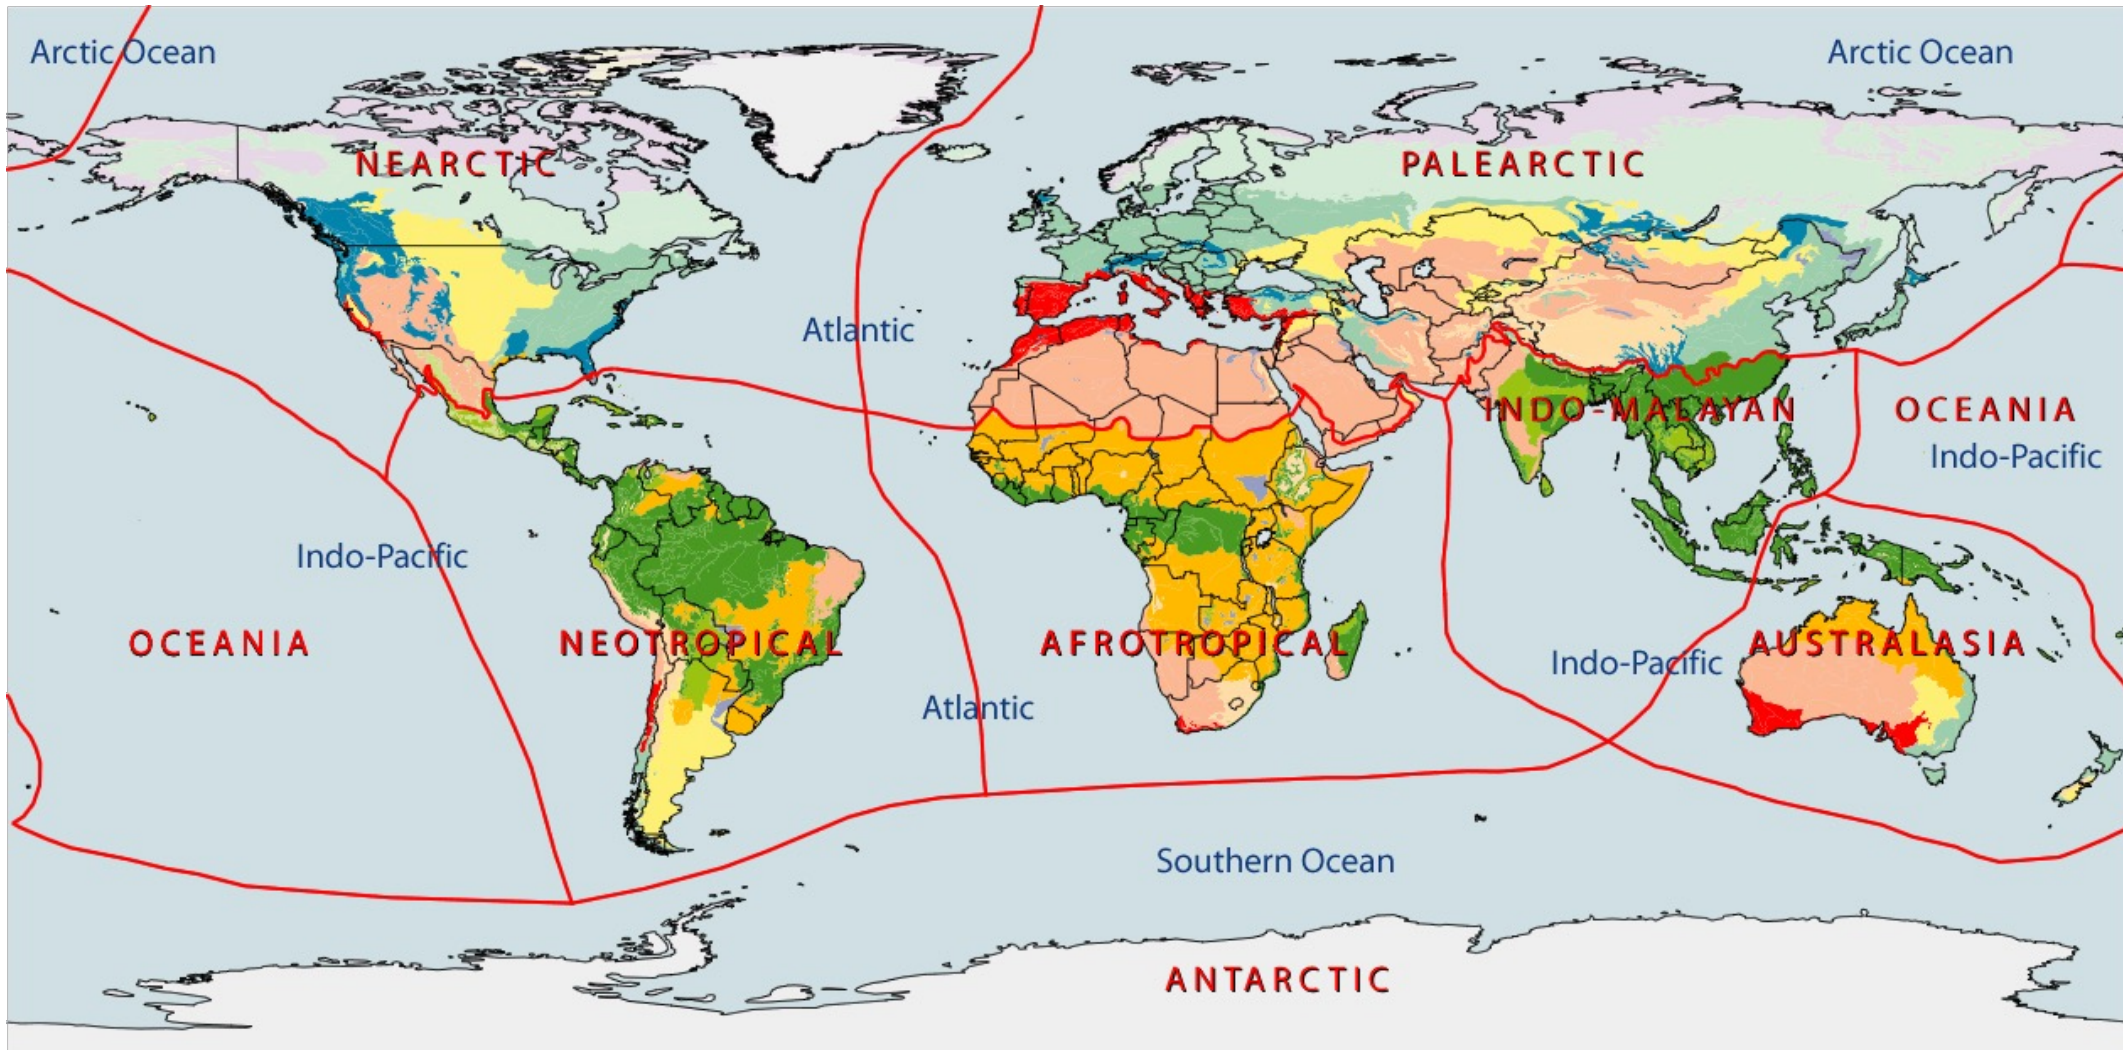 Arctic Ocean
Arctic Ocean
NEARCTIC
PALEARCTIC
Atlantic
INDO-MALAYAN
OCEANIA
Indo-Pacific
Indo-Pacific
OCEANIA
NEOTROPICAL
AFROTROPICAL
Indo-Pacific
AUSTRALASIA
Atlantic
Southern Ocean
ANTARCTIC